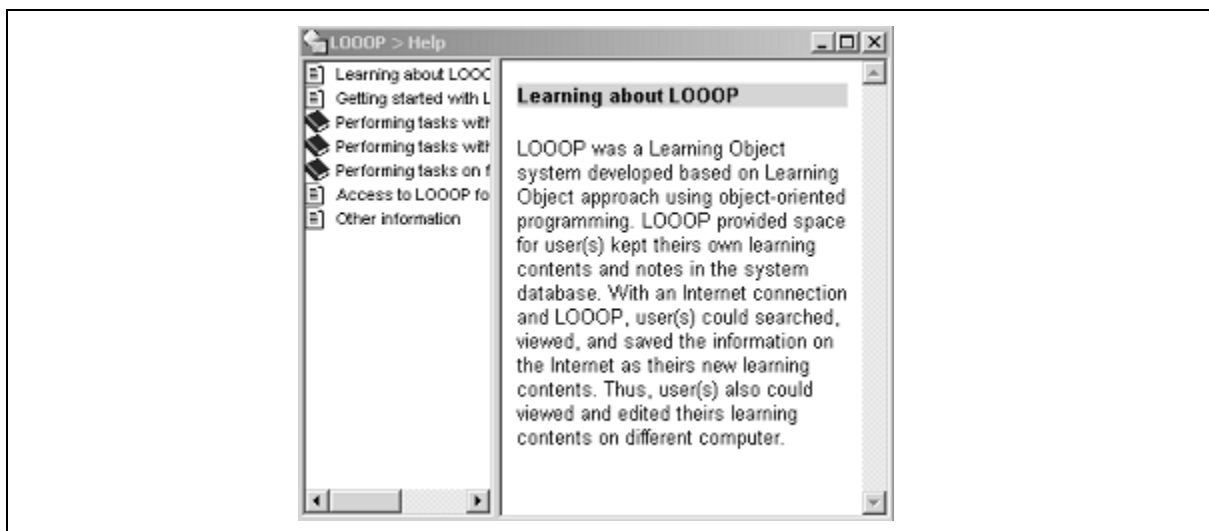 LOOOP > Help
Learning about LOOC
Getting started with L
Performing tasks with
Performing tasks with
Performing tasks on f
Access to LOOOP fo
Other information
Learning about LOOOP
LOOOP was a Learning Object
system developed based on Learning
Object approach using object-oriented
programming. LOOOP provided space
for user(s) kept theirs own learning
contents and notes in the system
database. With an Internet connection
and LOOOP, user(s) could searched,
viewed, and saved the information on
the Internet as theirs new learning
contents. Thus, user(s) also could
viewed and edited theirs learning
contents on different computer.